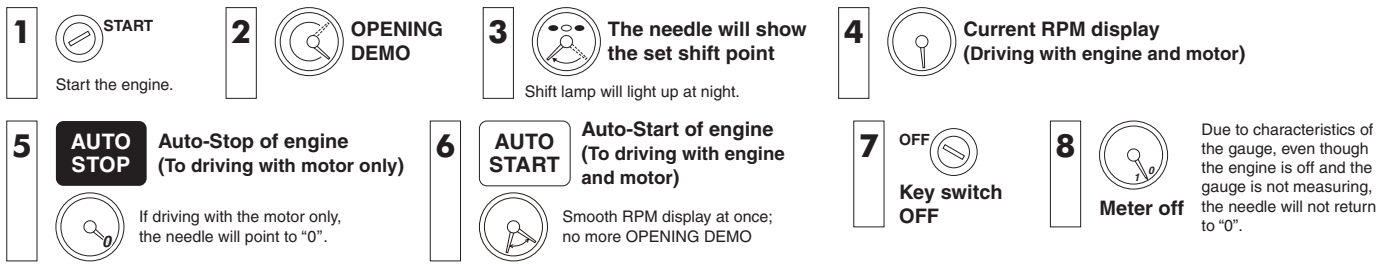 1
START
Start the engine.
2
OPENING
DEMO
3
The needle will show
the set shift point
Shift lamp will light up at night.
4
Current RPM display
(Driving with engine and motor)
5
AUTO
STOP
Auto-Stop of engine
(To driving with motor only)
0
If driving with the motor only,
the needle will point to “0”.
6
AUTO
START
Auto-Start of engine
(To driving with engine
and motor)
Smooth RPM display at once;
no more OPENING DEMO
7
OFF
Key switch
OFF
8
1 0
Meter off
Due to characteristics of
the gauge, even though
the engine is off and the
gauge is not measuring,
the needle will not return
to “0”.